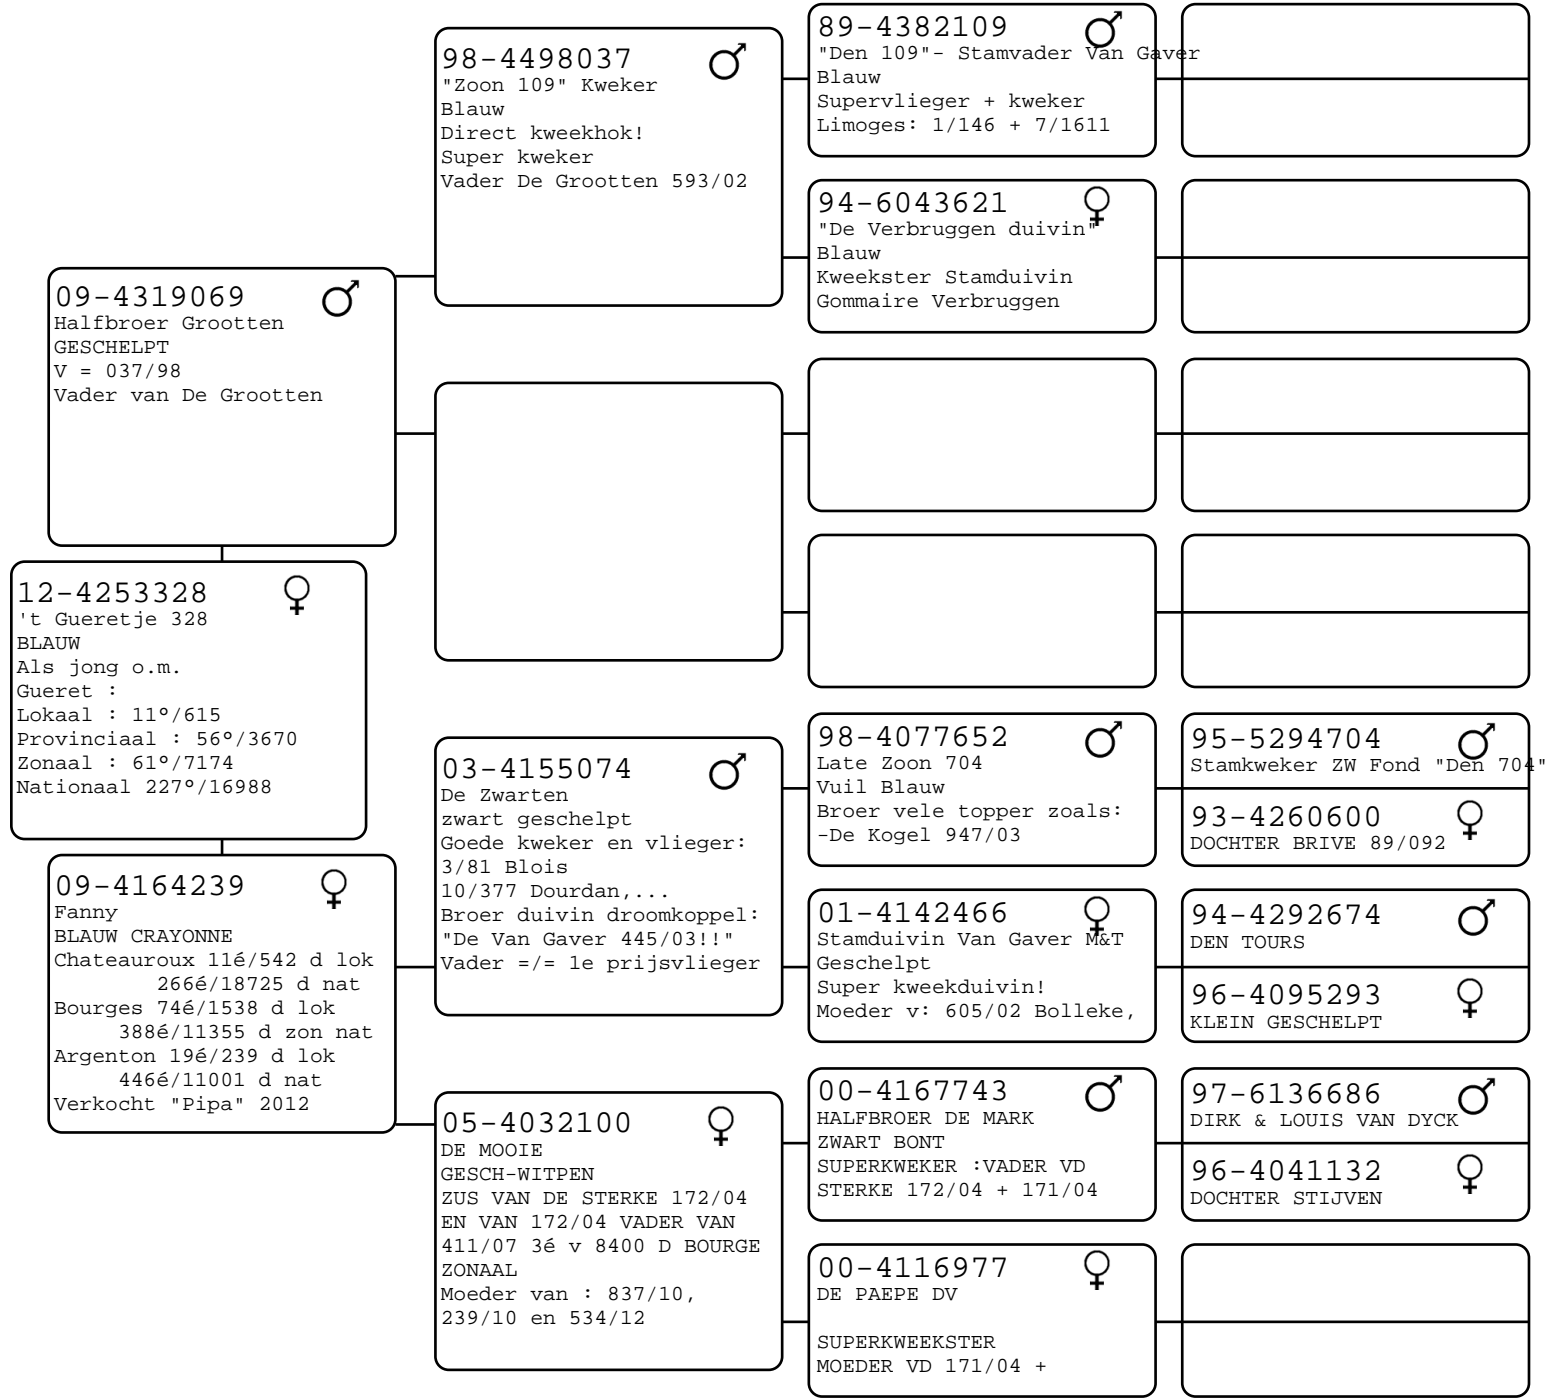 12-4253328
't Gueretje 328
BLAUW
Als jong o.m.
Gueret :
Lokaal : 11º/615
Provinciaal : 56º/3670
Zonaal : 61º/7174
Nationaal 227º/16988
09-4319069
Halfbroer Grootten
GESCHELPT
V = 037/98
Vader van De Grootten
09-4164239
Fanny
BLAUW CRAYONNE
Chateauroux 11é/542 d lok
266é/18725 d nat
Bourges 74é/1538 d lok
388é/11355 d zon nat
Argenton 19é/239 d lok
446é/11001 d nat
Verkocht "Pipa" 2012
98-4498037
"Zoon 109" Kweker
Blauw
Direct kweekhok!
Super kweker
Vader De Grootten 593/02
03-4155074
De Zwarten
zwart geschelpt
Goede kweker en vlieger:
3/81 Blois
10/377 Dourdan,...
Broer duivin droomkoppel:
"De Van Gaver 445/03!!"
Vader =/= 1e prijsvlieger
05-4032100
DE MOOIE
GESCH-WITPEN
ZUS VAN DE STERKE 172/04
EN VAN 172/04 VADER VAN
411/07 3é v 8400 D BOURGE
ZONAAL
Moeder van : 837/10,
239/10 en 534/12
89-4382109
"Den 109"- Stamvader Van Gaver
Blauw
Supervlieger + kweker
Limoges: 1/146 + 7/1611
94-6043621
"De Verbruggen duivin"
Blauw
Kweekster Stamduivin
Gommaire Verbruggen
98-4077652
Late Zoon 704
Vuil Blauw
Broer vele topper zoals:
-De Kogel 947/03
01-4142466
Stamduivin Van Gaver M&T
Geschelpt
Super kweekduivin!
Moeder v: 605/02 Bolleke,
00-4167743
HALFBROER DE MARK
ZWART BONT
SUPERKWEKER :VADER VD
STERKE 172/04 + 171/04
00-4116977
DE PAEPE DV
SUPERKWEEKSTER
MOEDER VD 171/04 +
95-5294704
Stamkweker ZW Fond "Den 704"
93-4260600
DOCHTER BRIVE 89/092
94-4292674
DEN TOURS
96-4095293
KLEIN GESCHELPT
97-6136686
DIRK & LOUIS VAN DYCK
96-4041132
DOCHTER STIJVEN